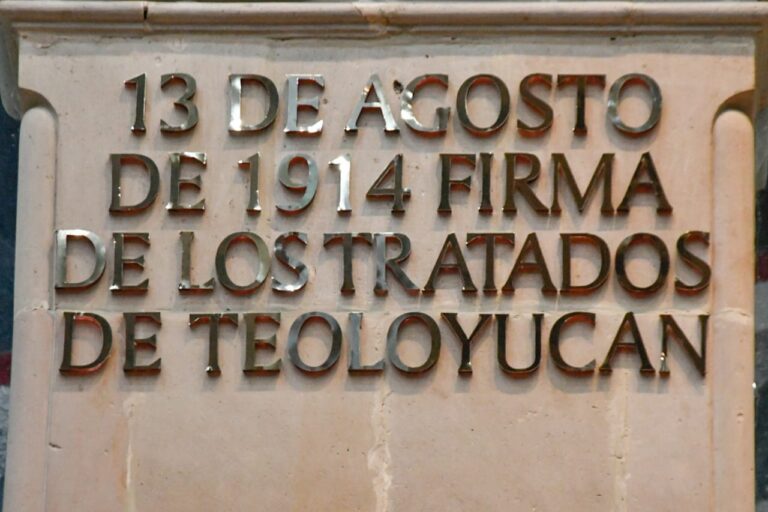 13 DE AGOSTO
DE 1914 FIRMA
DE LOS TRATADOS
DE TEOLOYUCAN